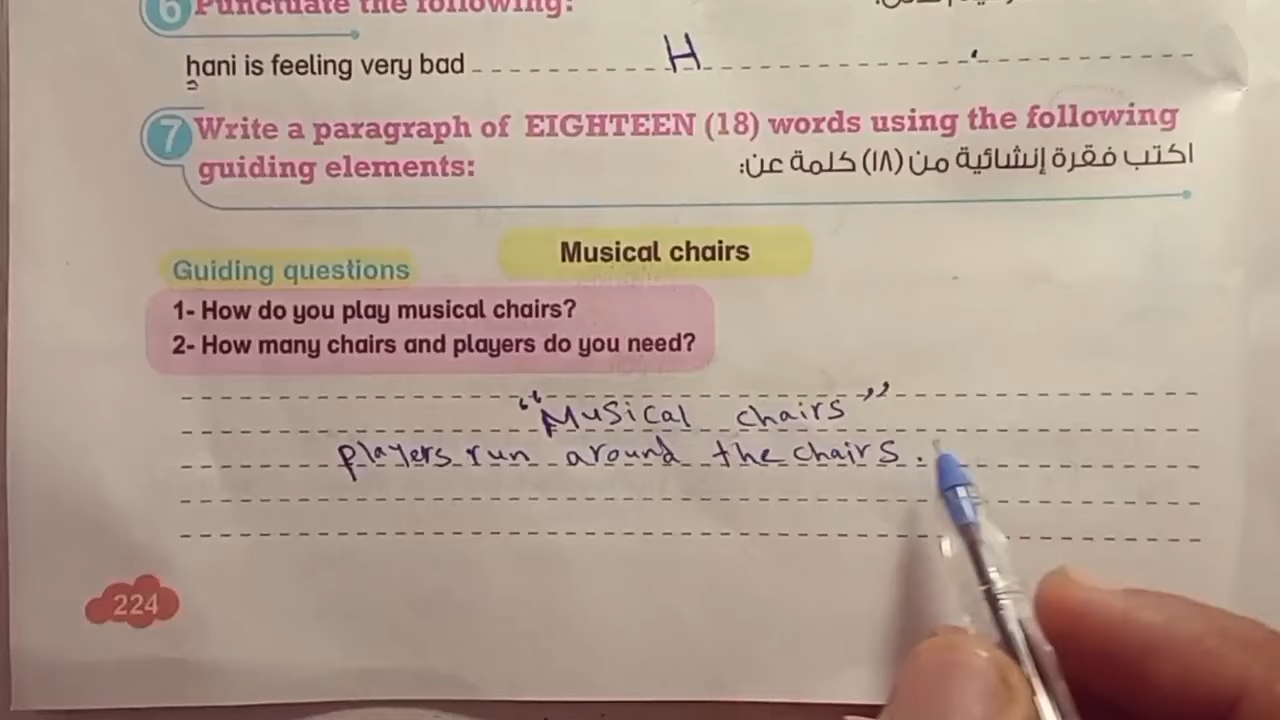 6 Punctuate the following:
hani is feeling very bad H .
7 Write a paragraph of EIGHTEEN (18) words using the following
guiding elements:
اكتب فقرة إنشائية من (١٨) كلمة عن:
Musical chairs
Guiding questions
1- How do you play musical chairs?
2- How many chairs and players do you need?
"Musical chairs"
players run around the chairs.
224